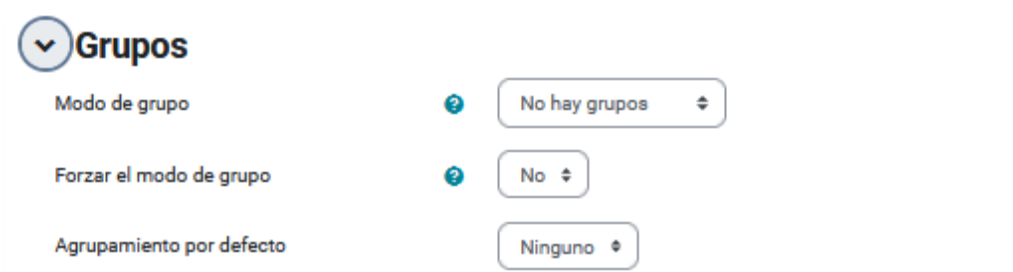 Grupos
Modo de grupo ? No hay grupos
Forzar el modo de grupo ? No
Agrupamiento por defecto Ninguno